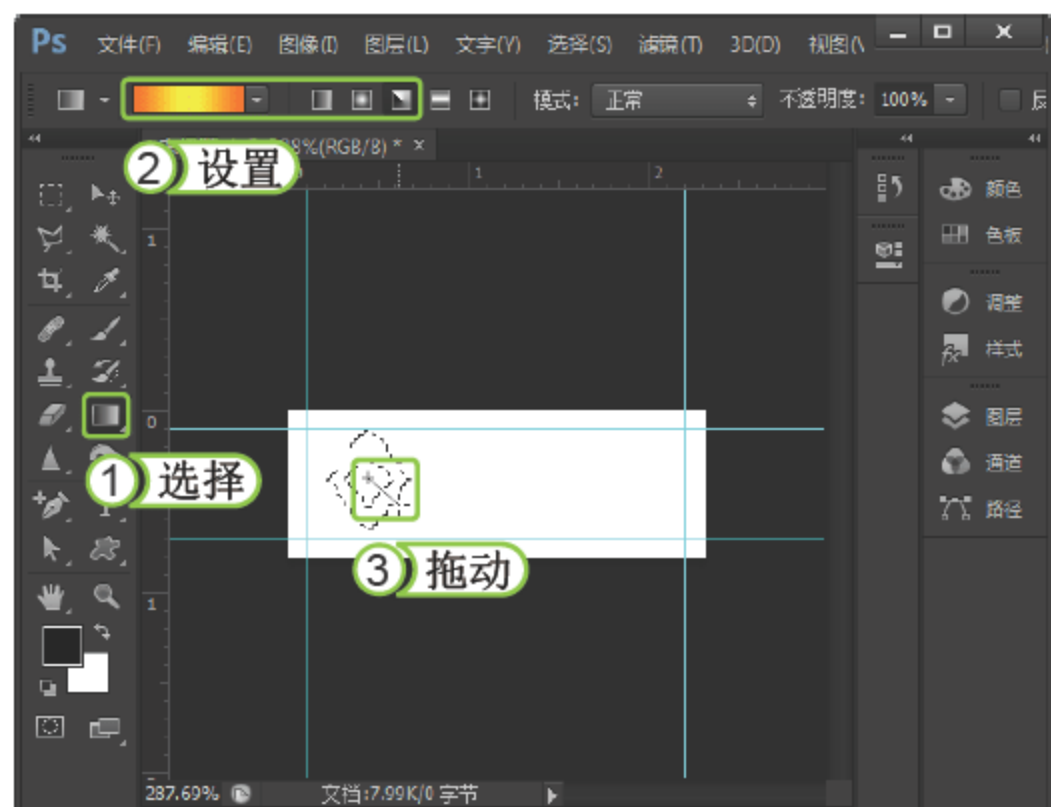 Ps 文件(F) 编辑(E) 图像(I) 图层(L) 文字(Y) 选择(S) 滤镜(T) 3D(D) 视图(V
模式: 正常 不透明度: 100%
8%(RGB/8) * ×
② 设置
1 2
颜色
色板
1
调整
样式
0
图层
① 选择
通道
路径
③ 拖动
1
287.69% 文档:7.99K/0 字节